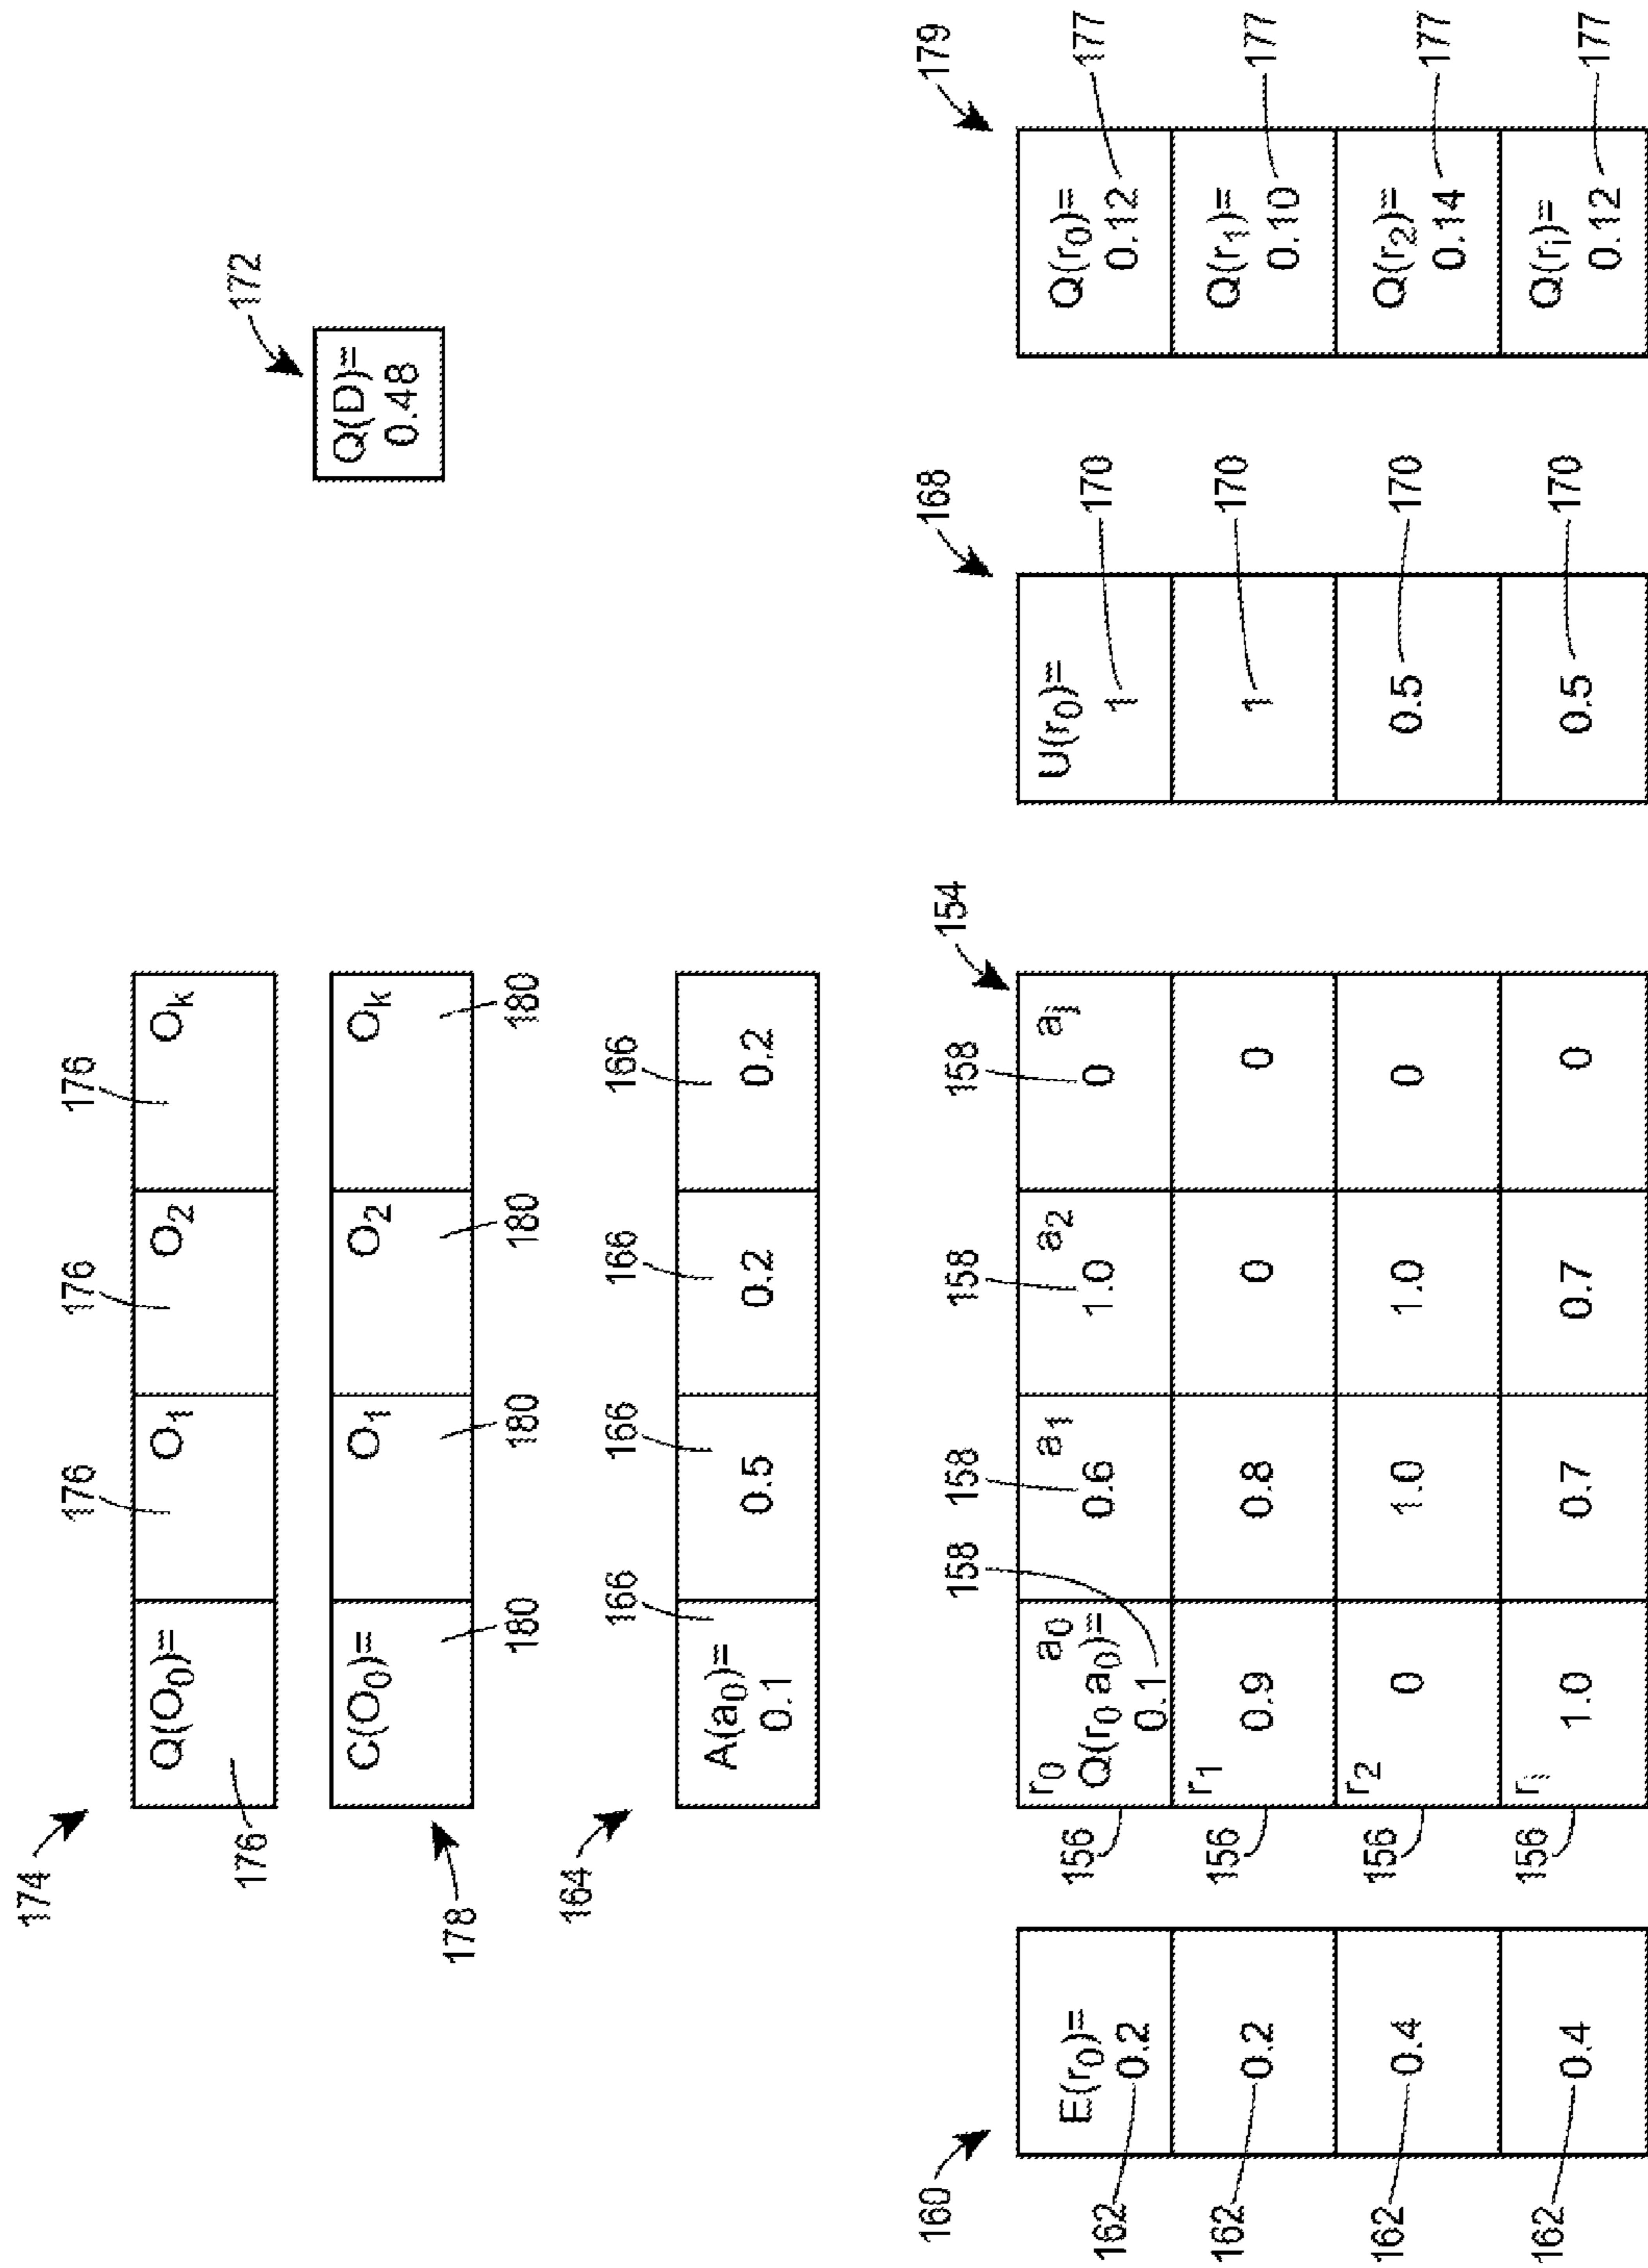 174
176
176
176
Q(O0)=
O1
O2
Ok
176
172
Q(D)=
0.48
C(O0)=
O1
O2
Ok
178
180
180
180
180
164
166
166
166
166
A(a0)=
0.1
0.5
0.2
0.2
160
158
158
158
158
154
168
179
E(r0)=
0.2
r0
a0
Q(r0 a0)=
0.1
a1
0.6
a2
1.0
aj
0
U(r0)=
1
170
Q(r0)=
0.12
177
162
156
0.2
r1
0.9
0.8
0
0
1
170
Q(r1)=
0.10
177
162
156
0.4
r2
0
1.0
1.0
0
0.5
170
Q(r2)=
0.14
177
162
156
0.4
ri
1.0
0.7
0.7
0
0.5
170
Q(ri)=
0.12
177
162
156